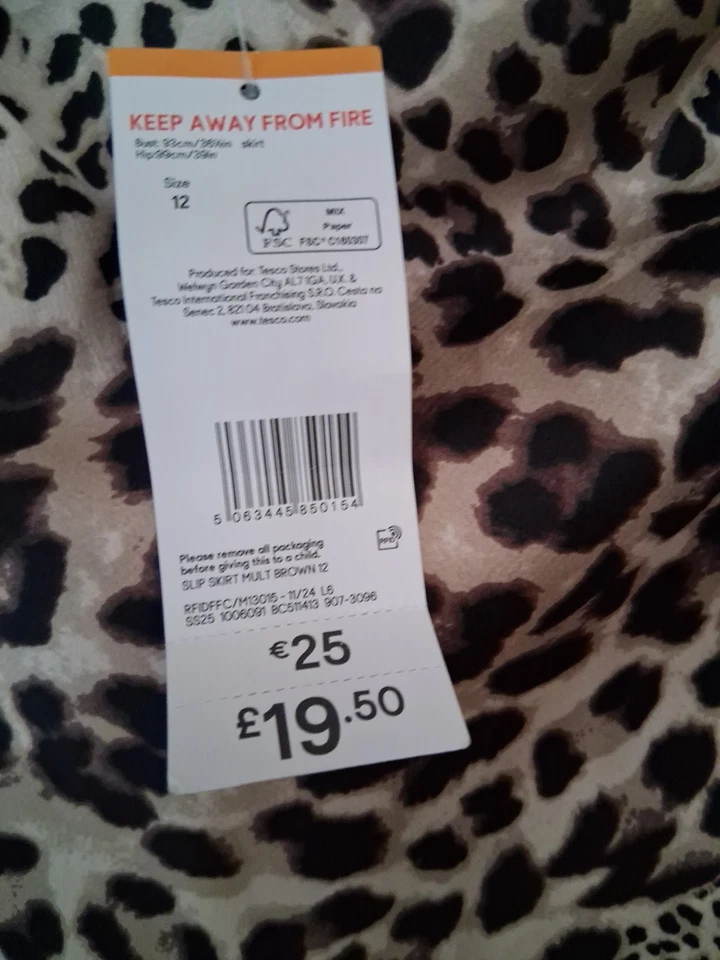 KEEP AWAY FROM FIRE
Bust: 93cm/36½in skirt
Hip:99cm/39in
Size
12
MIX
Paper
FSC FSC® C160307
Produced for Tesco Stores Ltd.,
Welwyn Garden City AL7 1GA, U.K. &
Tesco International Franchising S.R.O. Cesta na
Senec 2, 821 04 Bratislava, Slovakia
www.tesco.com
5 063445 850154
Please remove all packaging
before giving this to a child.
SLIP SKIRT MULT BROWN 12
RFIDFFC/M13015 - 11/24 L6
SS25 1006091 BC511413 907-3096
€25
£19.50